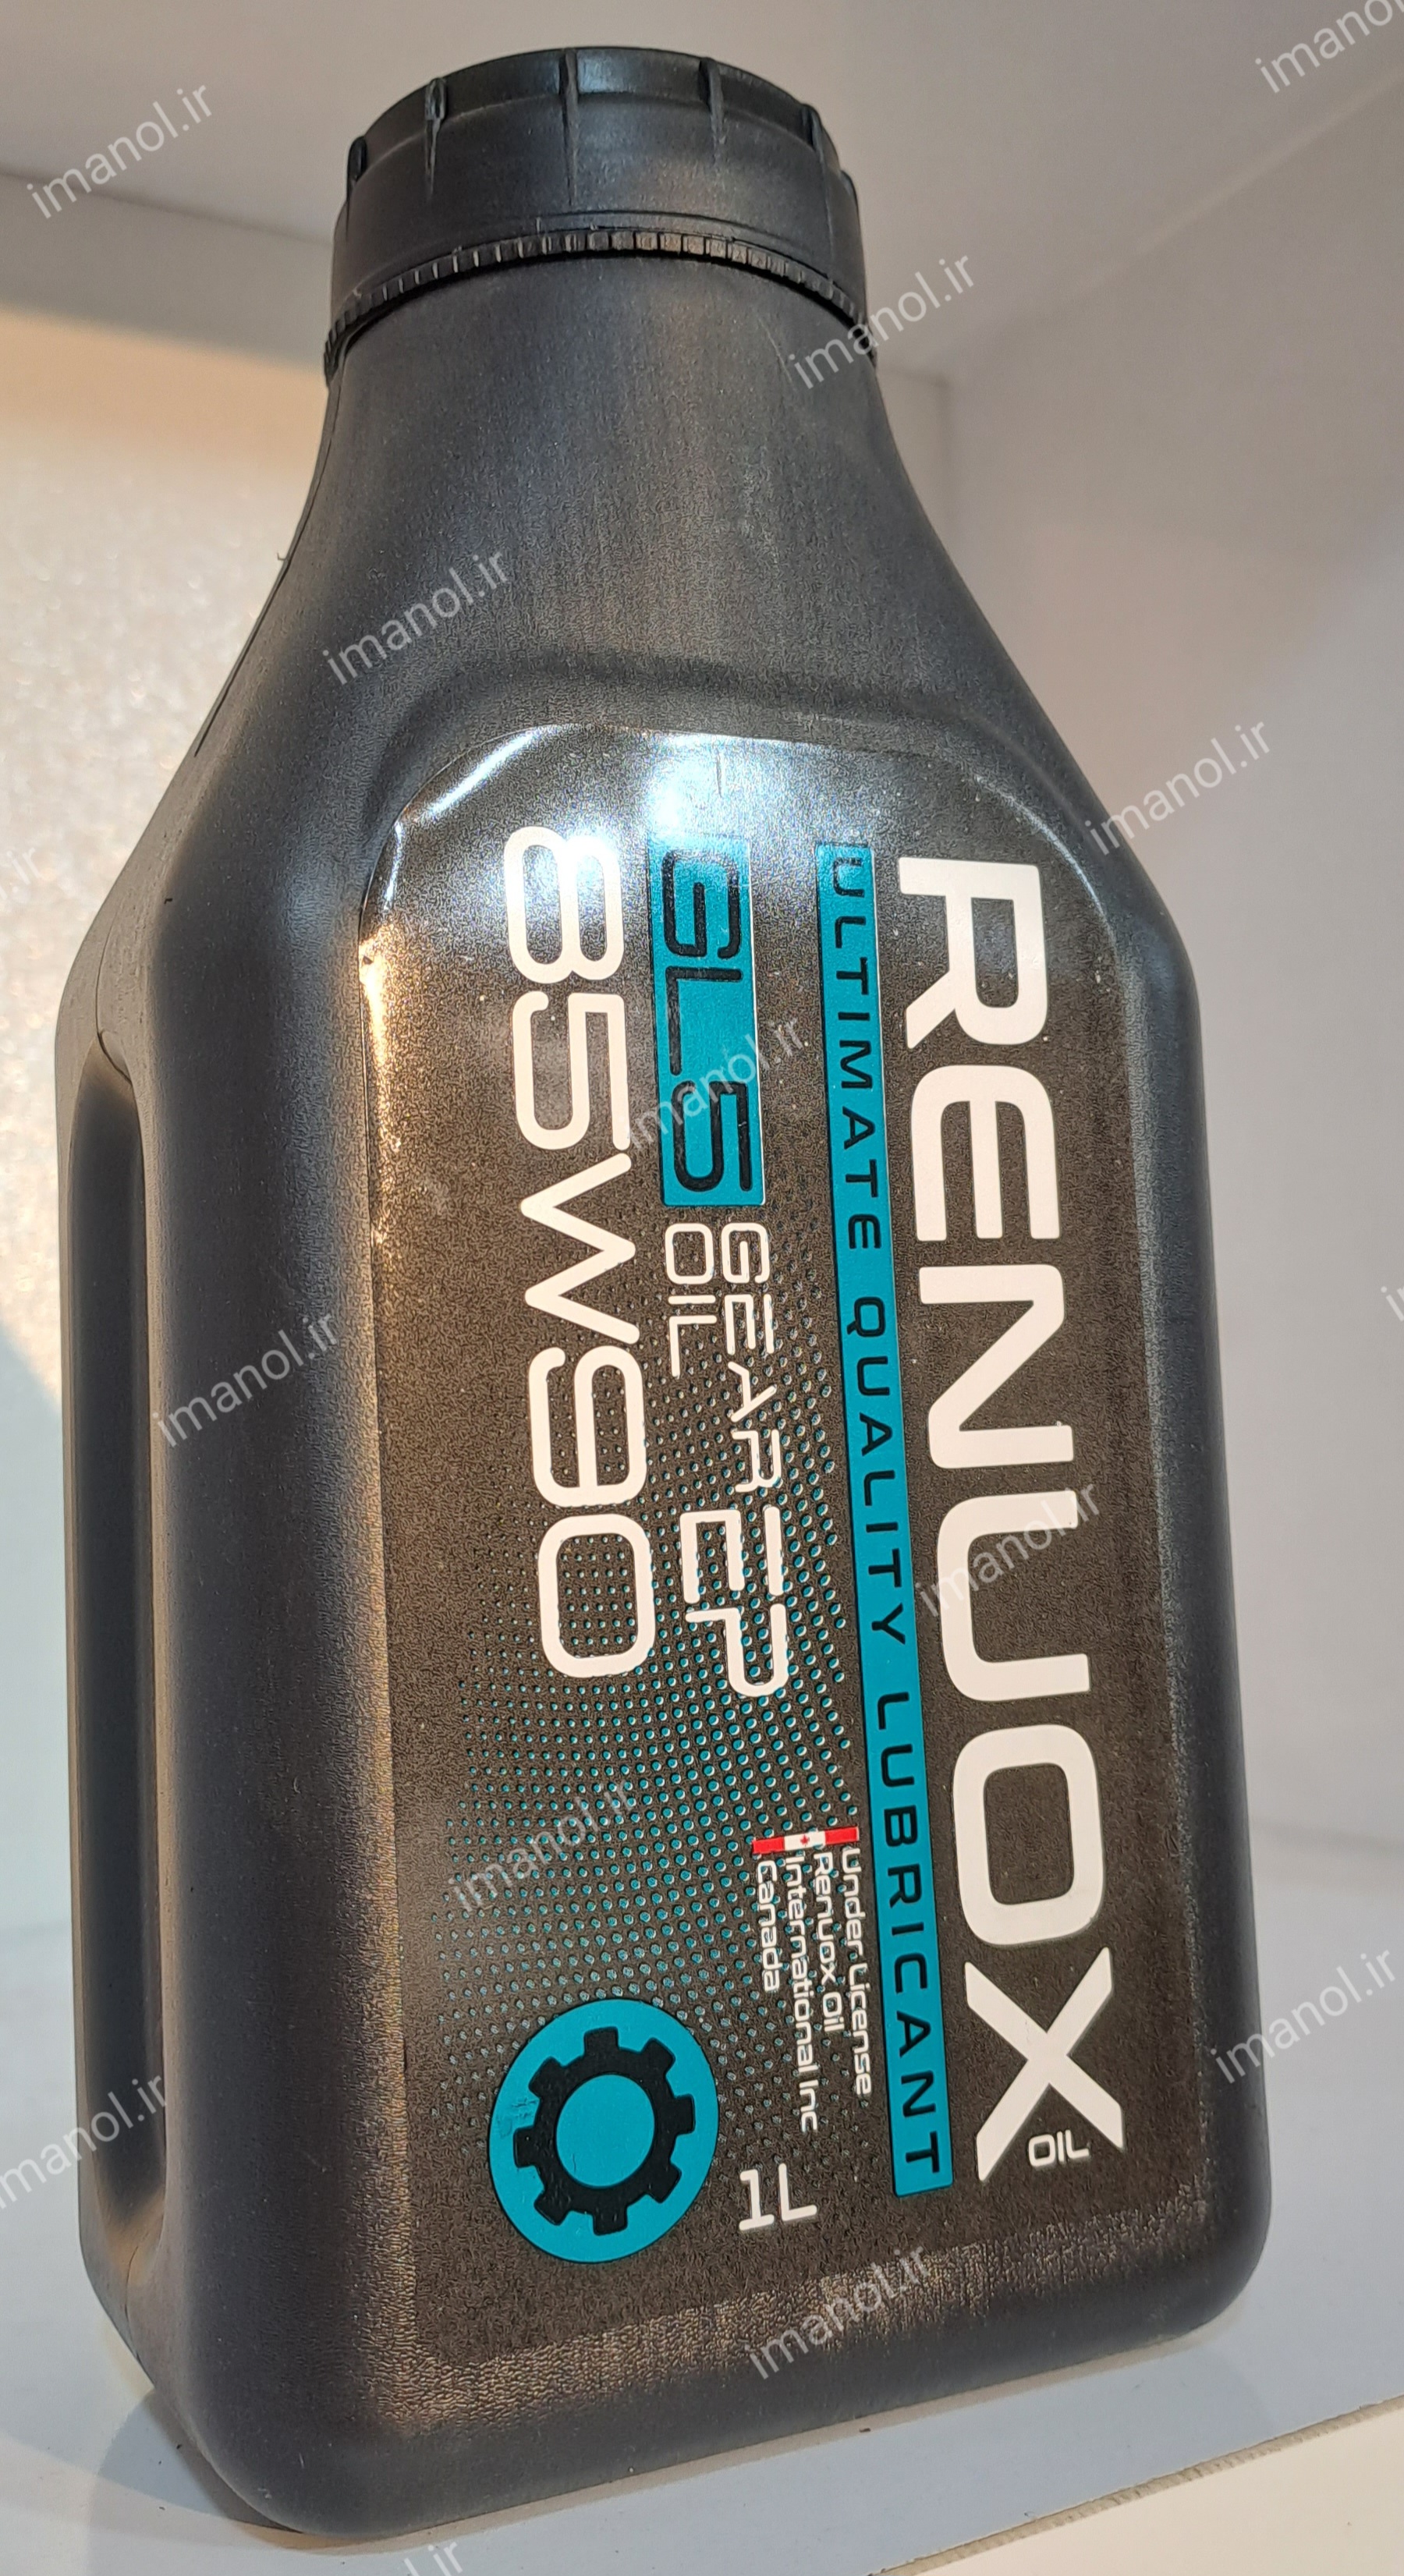 RENUOX
OIL
ULTIMATE QUALITY LUBRICANT
GL5 GEAR EP
OIL
85W90
Under License
Renuox Oil
International Inc
Canada
1L
imanol.ir